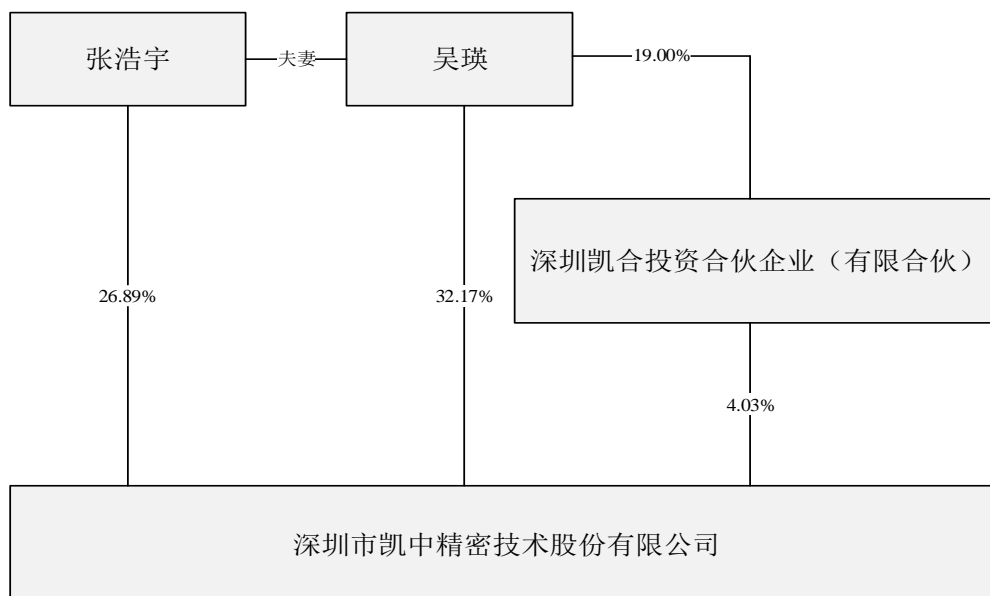 张浩宇
夫妻
吴瑛
19.00%
深圳凯合投资合伙企业（有限合伙）
26.89%
32.17%
4.03%
深圳市凯中精密技术股份有限公司